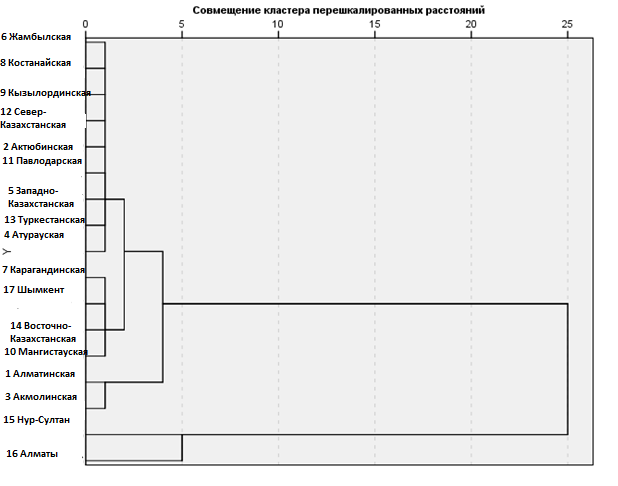 Совмещение кластера перешкалированных расстояний
0 5 10 15 20 25
6 Жамбылская
8 Костанайская
9 Кызылординская
12 Север-
Казахстанская
2 Актюбинская
11 Павлодарская
5 Западно-
Казахстанская
13 Туркестанская
4 Атурауская
Y
7 Карагандинская
17 Шымкент
14 Восточно-
Казахстанская
10 Мангистауская
1 Алматинская
3 Акмолинская
15 Нур-Султан
16 Алматы